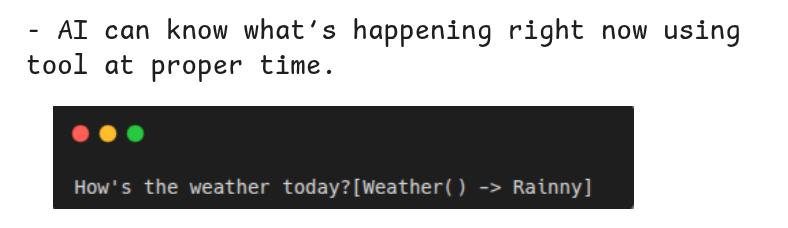 - AI can know what's happening right now using
tool at proper time.
How's the weather today?[Weather() -> Rainny]